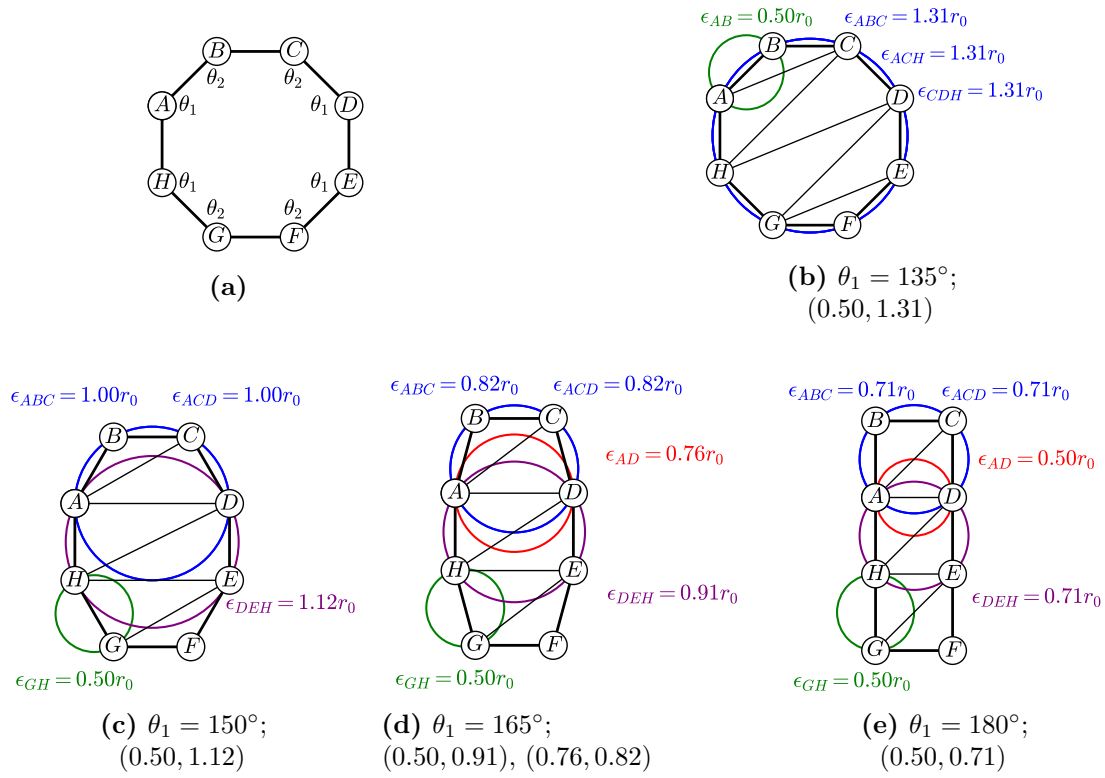 B C
θ₂ θ₂
A θ₁ θ₁ D
H θ₁ θ₁ E
θ₂ θ₂
G F
(a)
ϵ_AB = 0.50r₀ ϵ_ABC = 1.31r₀
B C
ϵ_ACH = 1.31r₀
A D ϵ_CDH = 1.31r₀
H E
G F
(b) θ₁ = 135°;
(0.50, 1.31)
ϵ_ABC = 1.00r₀ ϵ_ACD = 1.00r₀
B C
A D
H E
ϵ_DEH = 1.12r₀
G F
ϵ_GH = 0.50r₀
(c) θ₁ = 150°;
(0.50, 1.12)
ϵ_ABC = 0.82r₀ ϵ_ACD = 0.82r₀
B C
ϵ_AD = 0.76r₀
A D
H E
ϵ_DEH = 0.91r₀
G F
ϵ_GH = 0.50r₀
(d) θ₁ = 165°;
(0.50, 0.91), (0.76, 0.82)
ϵ_ABC = 0.71r₀ ϵ_ACD = 0.71r₀
B C
ϵ_AD = 0.50r₀
A D
H E
ϵ_DEH = 0.71r₀
G F
ϵ_GH = 0.50r₀
(e) θ₁ = 180°;
(0.50, 0.71)